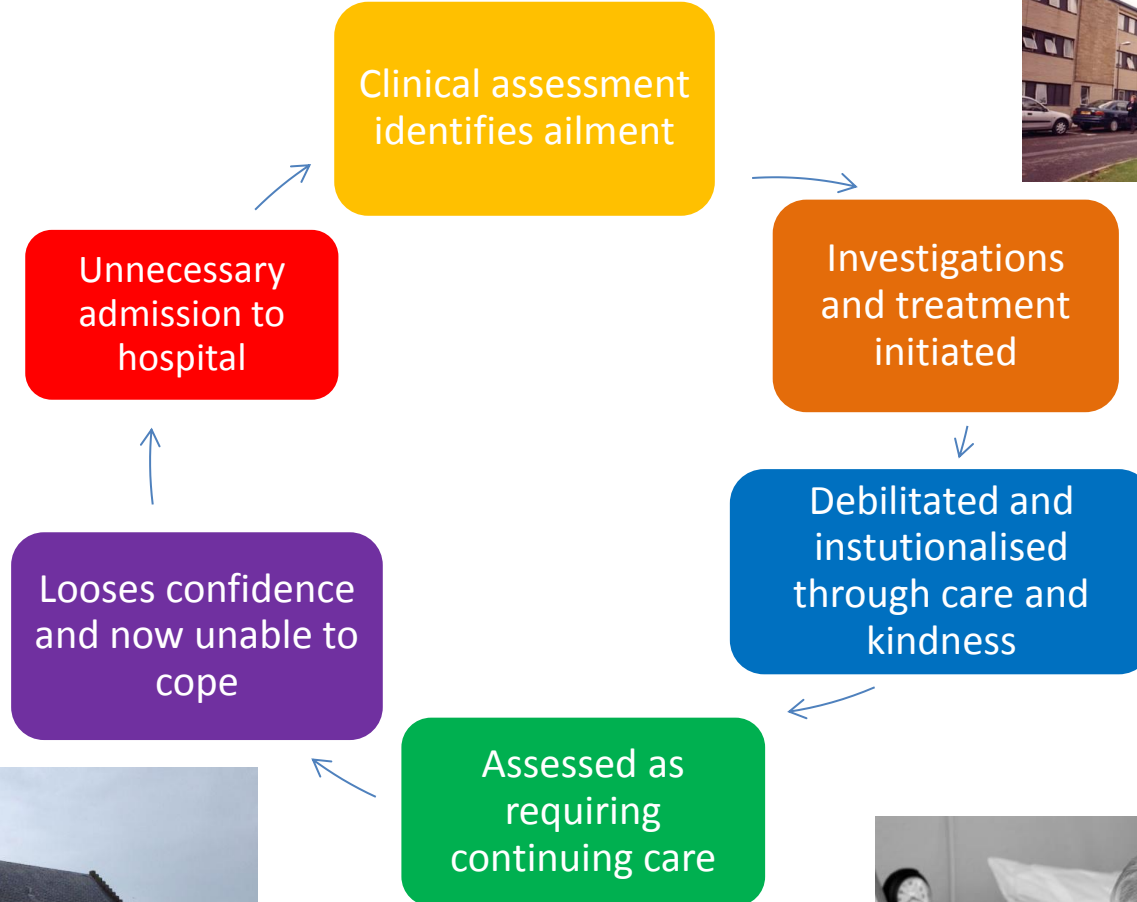 Clinical assessment
identifies ailment
Investigations
and treatment
initiated
Debilitated and
instutionalised
through care and
kindness
Assessed as
requiring
continuing care
Looses confidence
and now unable to
cope
Unnecessary
admission to
hospital